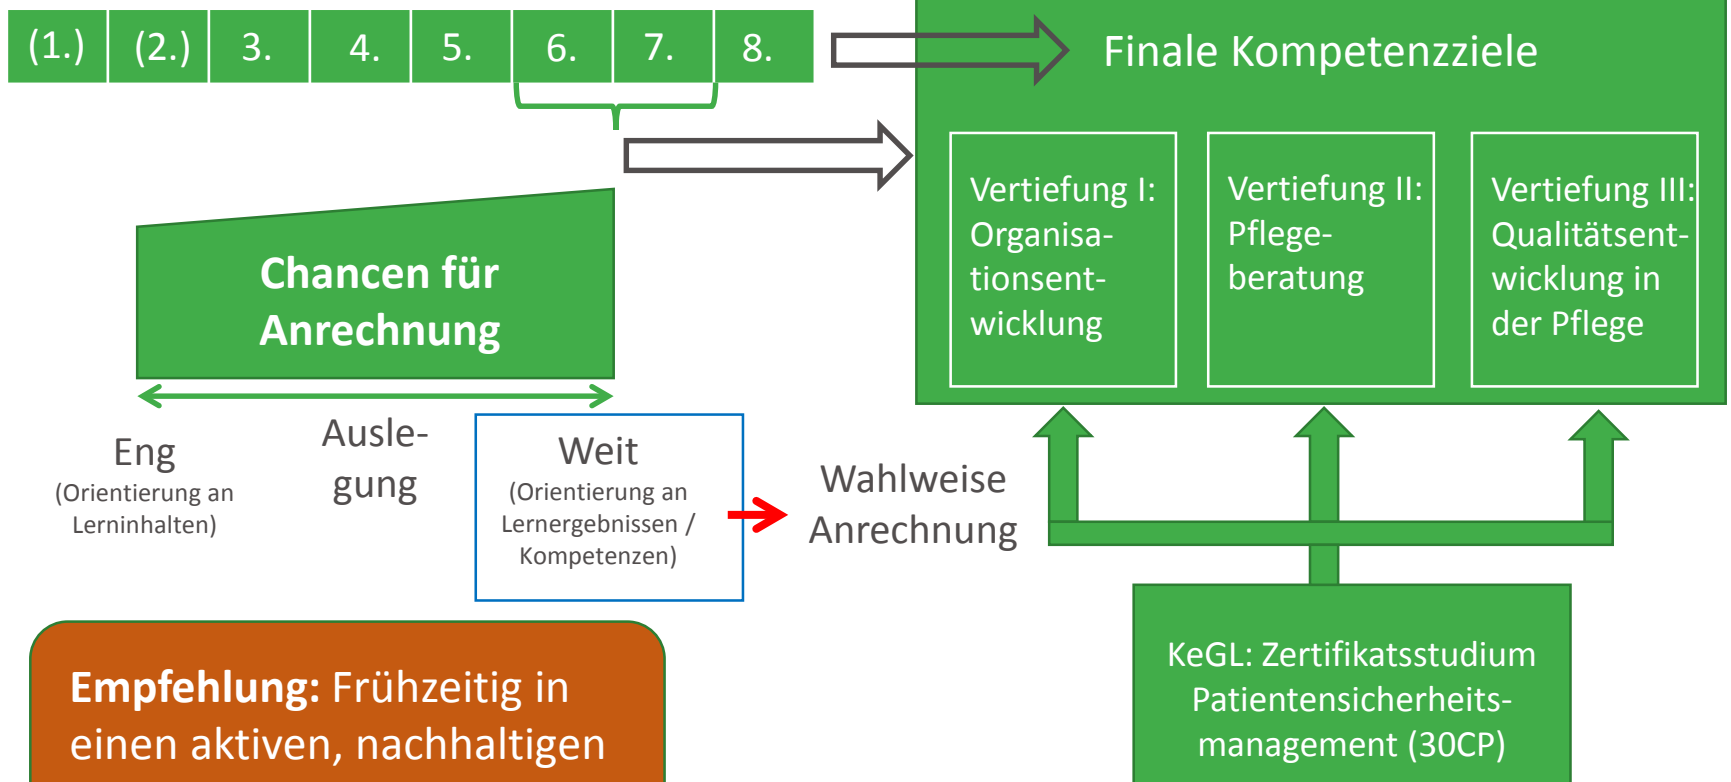 (1.) (2.) 3. 4. 5. 6. 7. 8.
Finale Kompetenzziele
Vertiefung I:
Organisa-
tionsent-
wicklung
Vertiefung II:
Pflege-
beratung
Vertiefung III:
Qualitätsent-
wicklung in
der Pflege
Chancen für
Anrechnung
Eng
(Orientierung an
Lerninhalten)
Ausle-
gung
Weit
(Orientierung an
Lernergebnissen /
Kompetenzen)
Wahlweise
Anrechnung
Empfehlung: Frühzeitig in
einen aktiven, nachhaltigen
KeGL: Zertifikatsstudium
Patientensicherheits-
management (30CP)